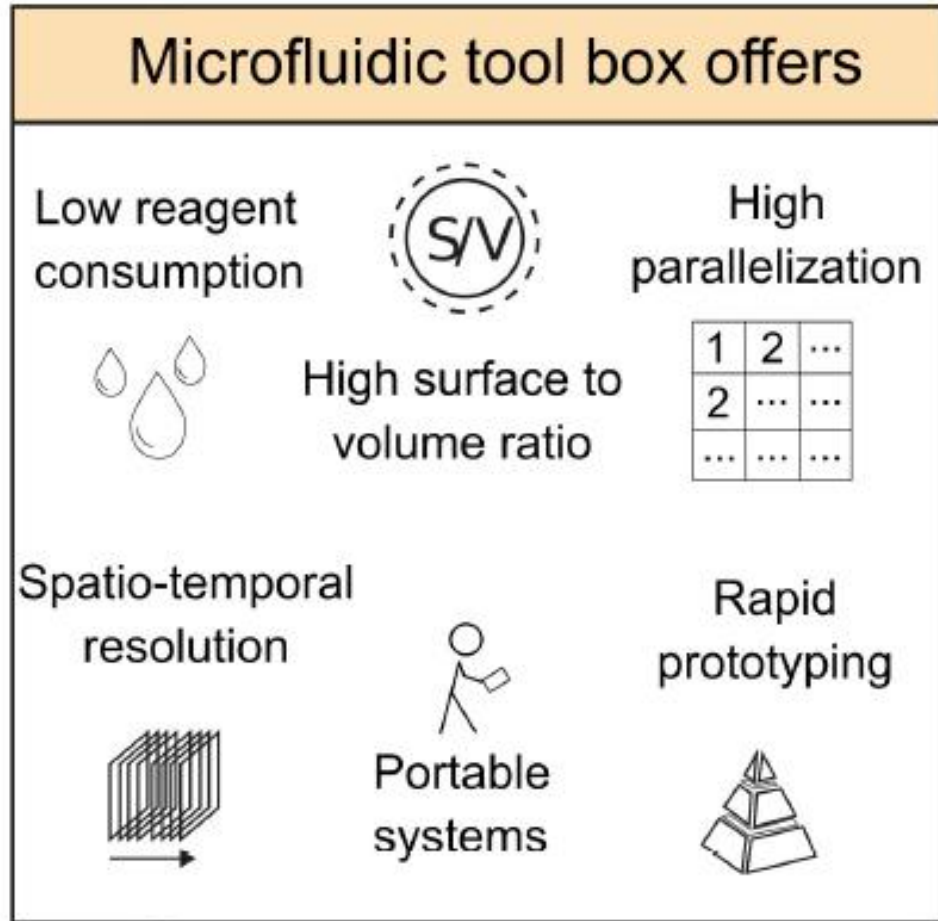 Microfluidic tool box offers
Low reagent
consumption
S/V
High surface to
volume ratio
High
parallelization
1 2 ...
2 ... ...
... ... ...
Spatio-temporal
resolution
Portable
systems
Rapid
prototyping